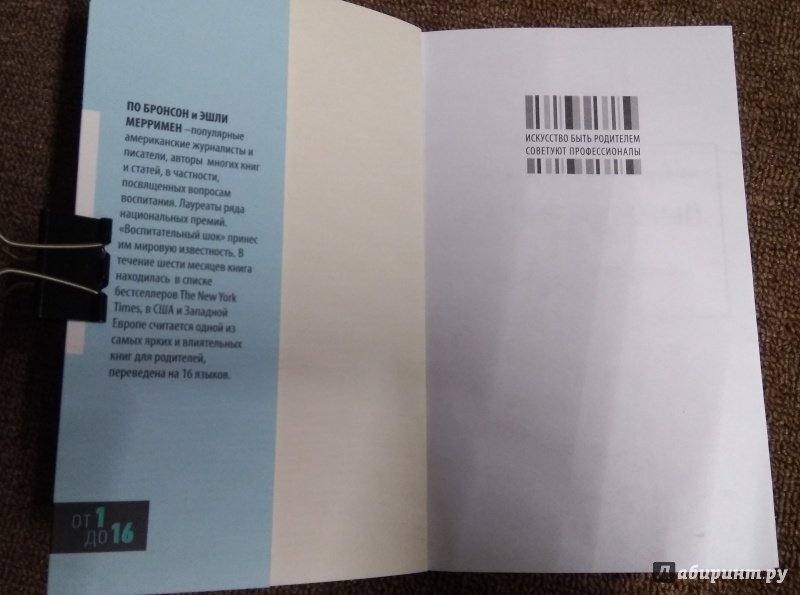 ПО БРОНСОН и ЭШЛИ
МЕРРИМЕН –популярные
американские журналисты и
писатели, авторы многих книг
и статей, в частности,
посвященных вопросам
воспитания. Лауреаты ряда
национальных премий.
«Воспитательный шок» принес
им мировую известность. В
течение шести месяцев книга
находилась в списке
бестселлеров The New York
Times, в США и Западной
Европе считается одной из
самых ярких и влиятельных
книг для родителей,
переведена на 16 языков.
ОТ 1
ДО 16
ИСКУССТВО БЫТЬ РОДИТЕЛЕМ
СОВЕТУЮТ ПРОФЕССИОНАЛЫ
Лабиринт.ру